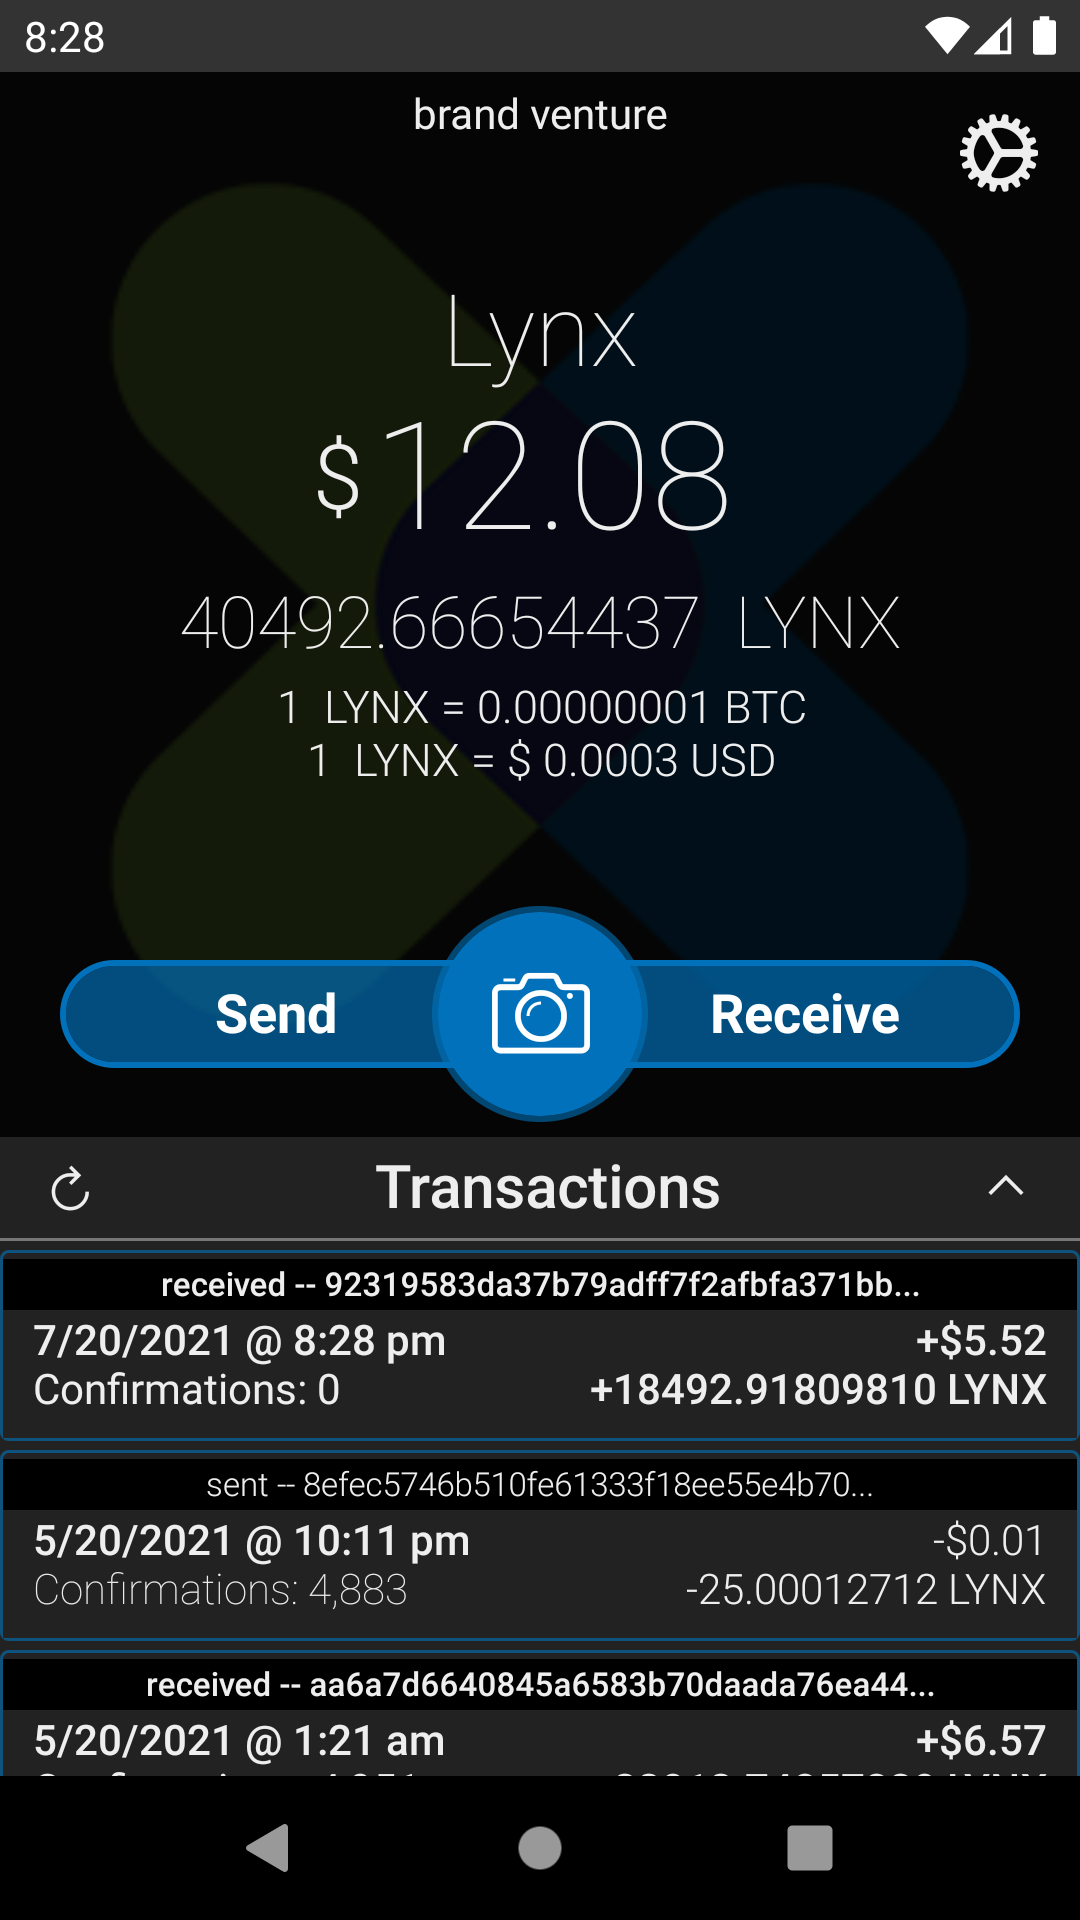 8:28
brand venture
Lynx
$12.08
40492.66654437 LYNX
1 LYNX = 0.00000001 BTC
1 LYNX = $ 0.0003 USD
Send
Receive
Transactions
received -- 92319583da37b79adff7f2afbfa371bb...
7/20/2021 @ 8:28 pm +$5.52
Confirmations: 0 +18492.91809810 LYNX
sent -- 8efec5746b510fe61333f18ee55e4b70...
5/20/2021 @ 10:11 pm -$0.01
Confirmations: 4,883 -25.00012712 LYNX
received -- aa6a7d6640845a6583b70daada76ea44...
5/20/2021 @ 1:21 am +$6.57